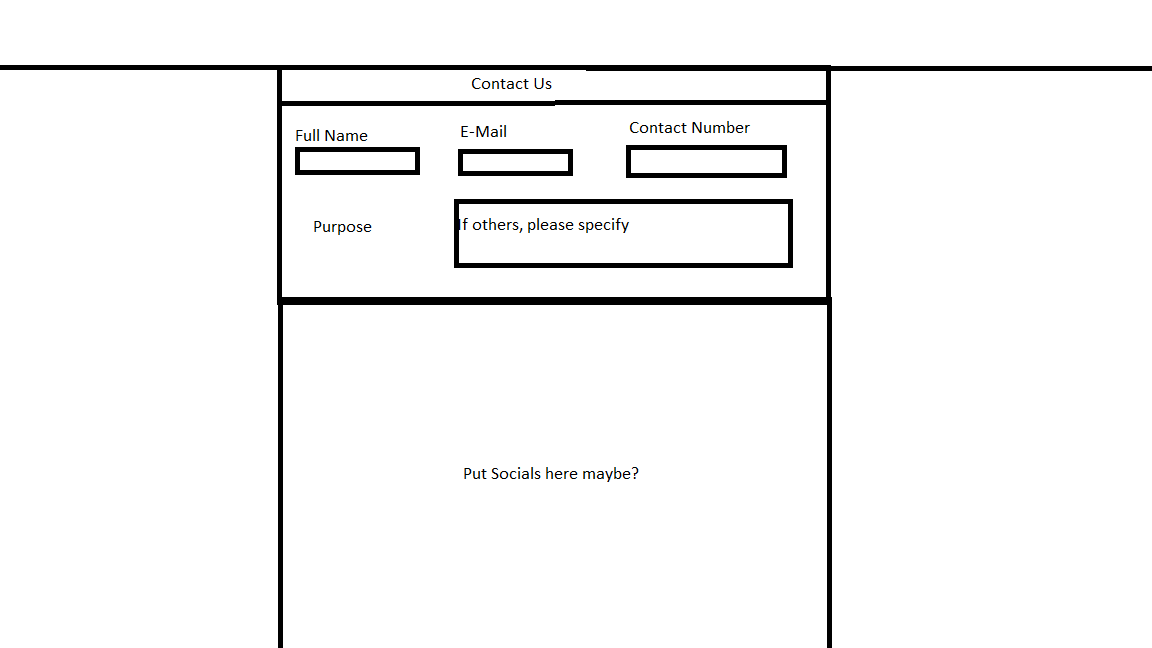 Contact Us
Full Name
E-Mail
Contact Number
Purpose
If others, please specify
Put Socials here maybe?